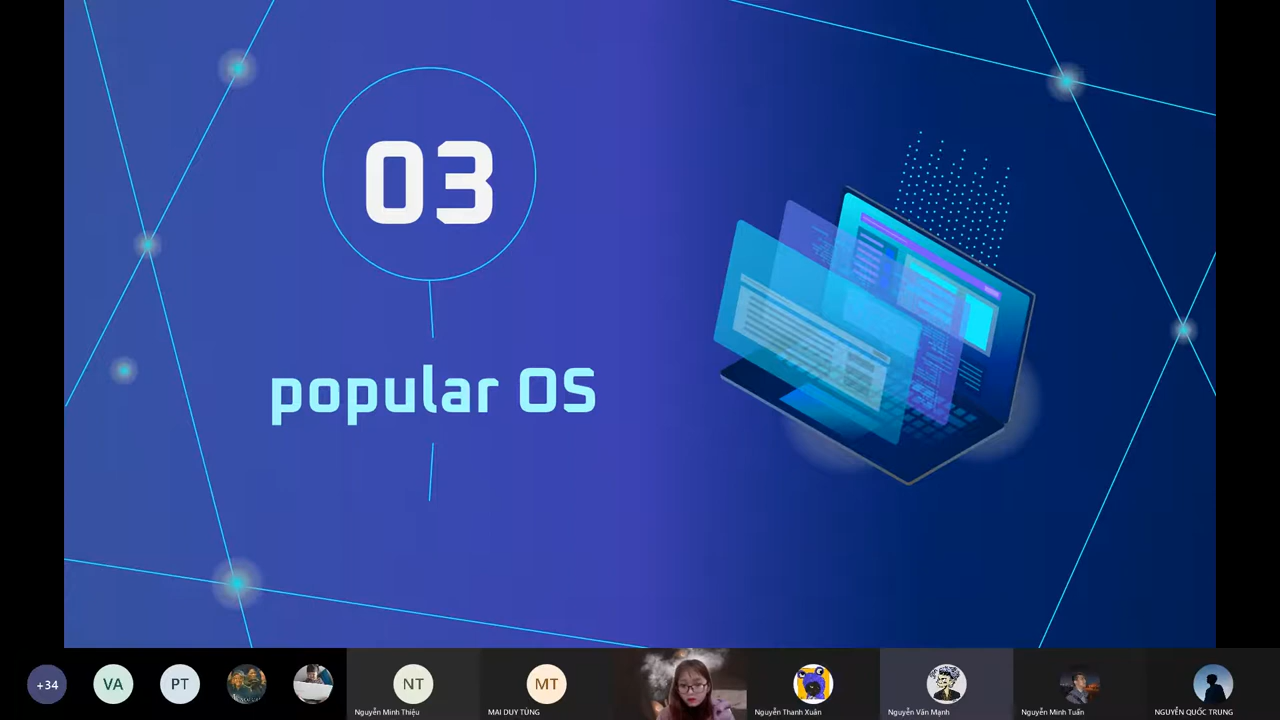 03
popular OS
+34
VA
PT
NT
Nguyễn Minh Thiệu
MT
MAI DUY TÙNG
Nguyễn Thanh Xuân
Nguyễn Văn Mạnh
Nguyễn Minh Tuấn
NGUYỄN QUỐC TRUNG